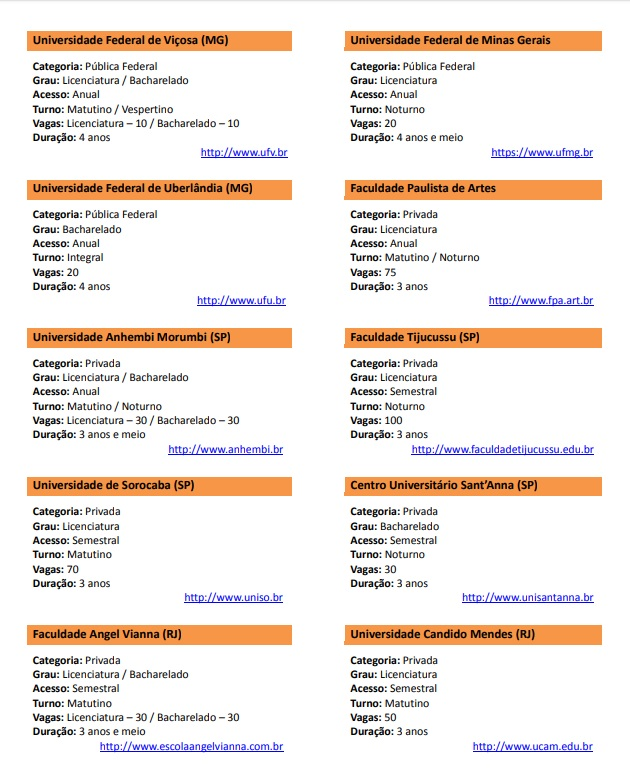 Universidade Federal de Viçosa (MG)
Categoria: Pública Federal
Grau: Licenciatura / Bacharelado
Acesso: Anual
Turno: Matutino / Vespertino
Vagas: Licenciatura – 10 / Bacharelado – 10
Duração: 4 anos
http://www.ufv.br
Universidade Federal de Minas Gerais
Categoria: Pública Federal
Grau: Licenciatura
Acesso: Anual
Turno: Noturno
Vagas: 20
Duração: 4 anos e meio
https://www.ufmg.br
Universidade Federal de Uberlândia (MG)
Categoria: Pública Federal
Grau: Bacharelado
Acesso: Anual
Turno: Integral
Vagas: 20
Duração: 4 anos
http://www.ufu.br
Faculdade Paulista de Artes
Categoria: Privada
Grau: Licenciatura
Acesso: Anual
Turno: Matutino / Noturno
Vagas: 75
Duração: 3 anos
http://www.fpa.art.br
Universidade Anhembi Morumbi (SP)
Categoria: Privada
Grau: Licenciatura / Bacharelado
Acesso: Anual
Turno: Matutino / Noturno
Vagas: Licenciatura – 30 / Bacharelado – 30
Duração: 3 anos e meio
http://www.anhembi.br
Faculdade Tijucussu (SP)
Categoria: Privada
Grau: Licenciatura
Acesso: Semestral
Turno: Noturno
Vagas: 100
Duração: 3 anos
http://www.faculdadetijucussu.edu.br
Universidade de Sorocaba (SP)
Categoria: Privada
Grau: Licenciatura
Acesso: Semestral
Turno: Matutino
Vagas: 70
Duração: 3 anos
http://www.uniso.br
Centro Universitário Sant’Anna (SP)
Categoria: Privada
Grau: Bacharelado
Acesso: Semestral
Turno: Noturno
Vagas: 30
Duração: 3 anos
http://www.unisantanna.br
Faculdade Angel Vianna (RJ)
Categoria: Privada
Grau: Licenciatura / Bacharelado
Acesso: Semestral
Turno: Matutino
Vagas: Licenciatura – 30 / Bacharelado – 30
Duração: 3 anos e meio
http://www.escolaangelvianna.com.br
Universidade Candido Mendes (RJ)
Categoria: Privada
Grau: Licenciatura
Acesso: Semestral
Turno: Matutino
Vagas: 50
Duração: 3 anos
http://www.ucam.edu.br